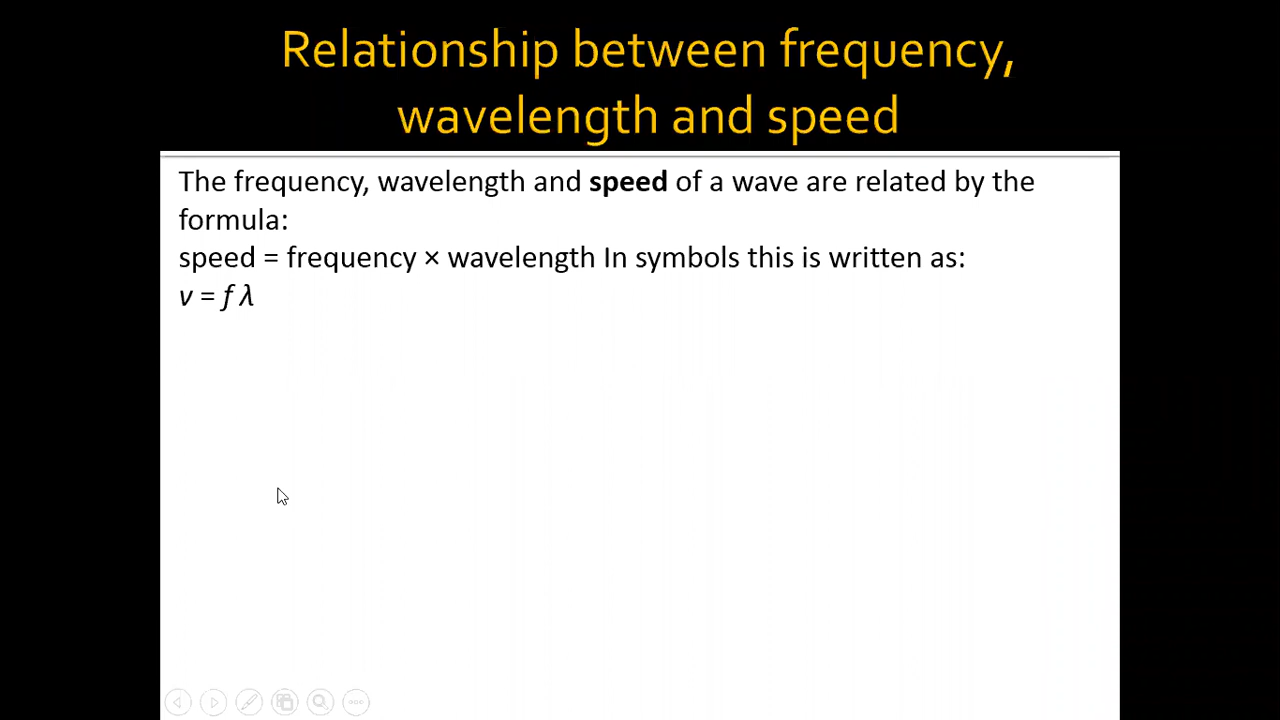 Relationship between frequency,
wavelength and speed
The frequency, wavelength and speed of a wave are related by the
formula:
speed = frequency × wavelength In symbols this is written as:
v = f λ